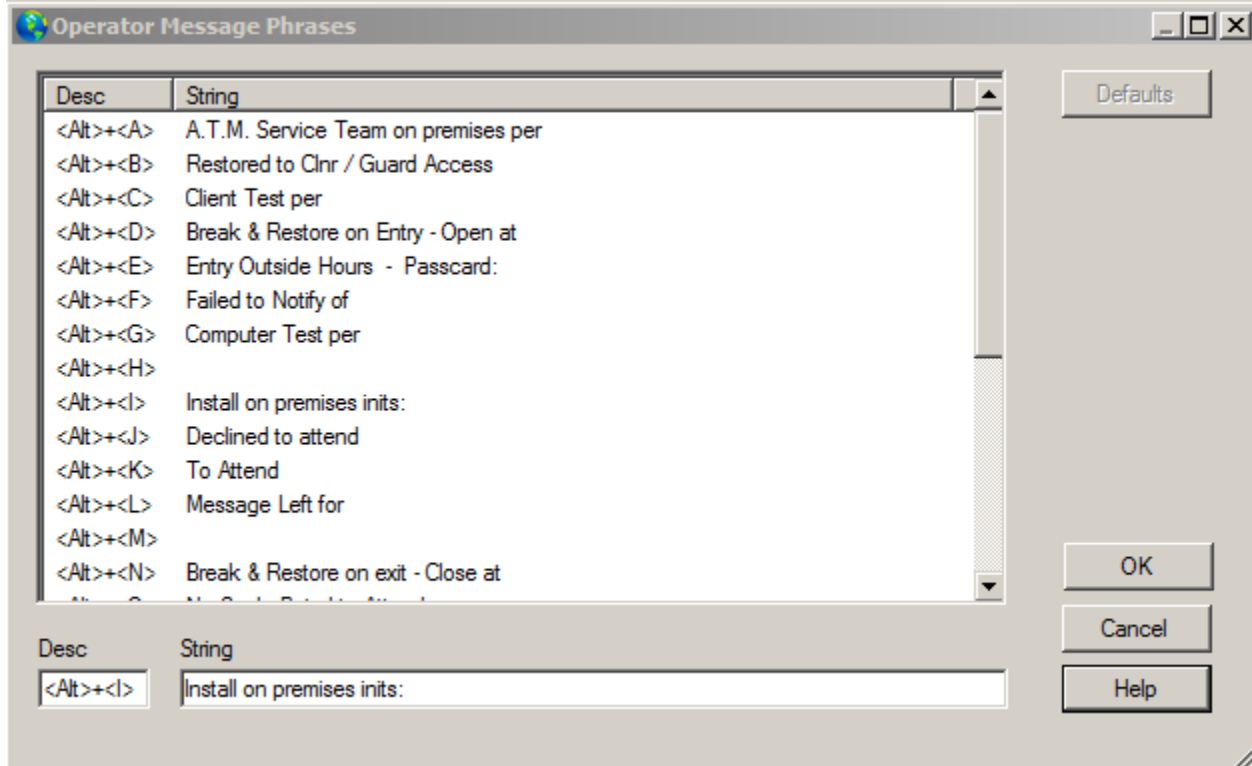 Operator Message Phrases
Defaults
Desc String
<Alt>+<A> A.T.M. Service Team on premises per
<Alt>+<B> Restored to Clnr / Guard Access
<Alt>+<C> Client Test per
<Alt>+<D> Break & Restore on Entry - Open at
<Alt>+<E> Entry Outside Hours  -  Passcard:
<Alt>+<F> Failed to Notify of
<Alt>+<G> Computer Test per
<Alt>+<H>
<Alt>+<I> Install on premises inits:
<Alt>+<J> Declined to attend
<Alt>+<K> To Attend
<Alt>+<L> Message Left for
<Alt>+<M>
<Alt>+<N> Break & Restore on exit - Close at
OK
Cancel
Desc String
<Alt>+<I> Install on premises inits:
Help